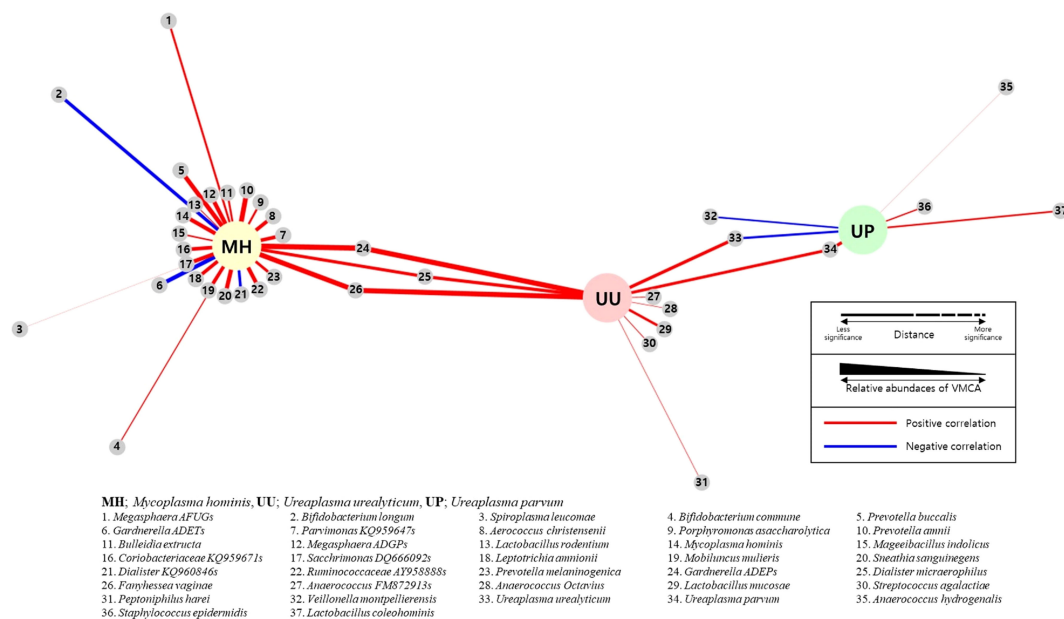 1
35
2
5
10
12
11
9
13
14
8
36
37
32
15
7
UP
MH
33
16
24
34
17
25
18
23
6
26
UU
27
19
20
21
22
28
29
3
30
Less
significance
Distance
More
significance
Relative abundaces of VMCA
Positive correlation
4
Negative correlation
31
MH; Mycoplasma hominis, UU; Ureaplasma urealyticum, UP; Ureaplasma parvum
1. Megasphaera AFUGs 2. Bifidobacterium longum 3. Spiroplasma leucomae 4. Bifidobacterium commune 5. Prevotella buccalis
6. Gardnerella ADETs 7. Parvimonas KQ959647s 8. Aerococcus christensenii 9. Porphyromonas asaccharolytica 10. Prevotella amnii
11. Bulleidia extructa 12. Megasphaera ADGPs 13. Lactobacillus rodentium 14. Mycoplasma hominis 15. Mageeibacillus indolicus
16. Coriobacteriaceae KQ959671s 17. Sacchrimonas DQ666092s 18. Leptotrichia amnionii 19. Mobiluncus mulieris 20. Sneathia sanguinegens
21. Dialister KQ960846s 22. Ruminococcaceae AY958888s 23. Prevotella melaninogenica 24. Gardnerella ADEPs 25. Dialister micraerophilus
26. Fannyhessea vaginae 27. Anaerococcus FM872913s 28. Anaerococcus Octavius 29. Lactobacillus mucosae 30. Streptococcus agalactiae
31. Peptoniphilus harei 32. Veillonella montpellierensis 33. Ureaplasma urealyticum 34. Ureaplasma parvum 35. Anaerococcus hydrogenalis
36. Staphylococcus epidermidis 37. Lactobacillus coleohominis